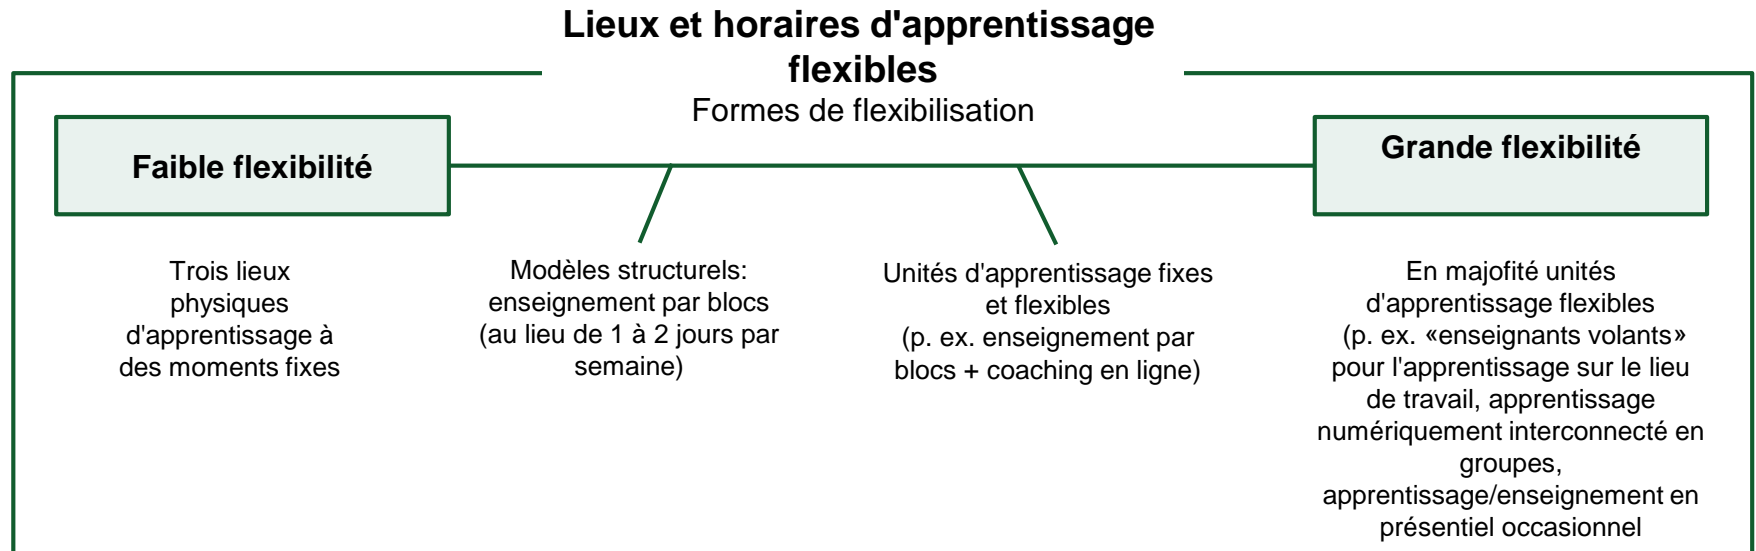 Lieux et horaires d'apprentissage
flexibles
Formes de flexibilisation
Faible flexibilité
Grande flexibilité
Trois lieux
physiques
d'apprentissage à
des moments fixes
Modèles structurels:
enseignement par blocs
(au lieu de 1 à 2 jours par
semaine)
Unités d'apprentissage fixes
et flexibles
(p. ex. enseignement par
blocs + coaching en ligne)
En majofité unités
d'apprentissage flexibles
(p. ex. «enseignants volants»
pour l'apprentissage sur le lieu
de travail, apprentissage
numériquement interconnecté en
groupes,
apprentissage/enseignement en
présentiel occasionnel